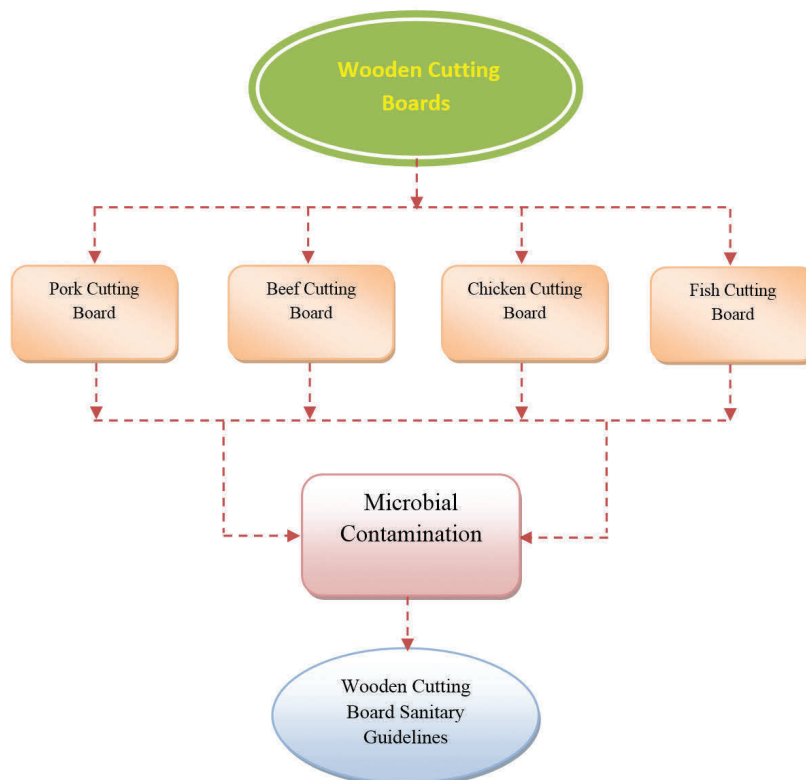 Wooden Cutting
Boards
Pork Cutting
Board
Beef Cutting
Board
Chicken Cutting
Board
Fish Cutting
Board
Microbial
Contamination
Wooden Cutting
Board Sanitary
Guidelines